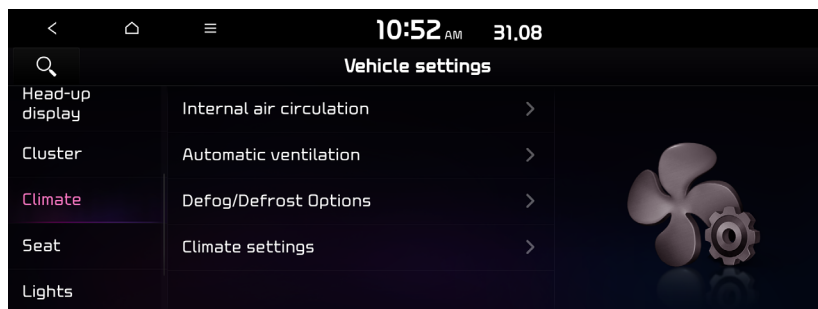 10:52 AM 31.08
Vehicle settings
Head-up
display
Cluster
Climate
Seat
Lights
Internal air circulation
Automatic ventilation
Defog/Defrost Options
Climate settings